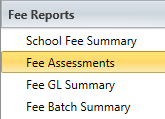 Fee Reports
School Fee Summary
Fee Assessments
Fee GL Summary
Fee Batch Summary